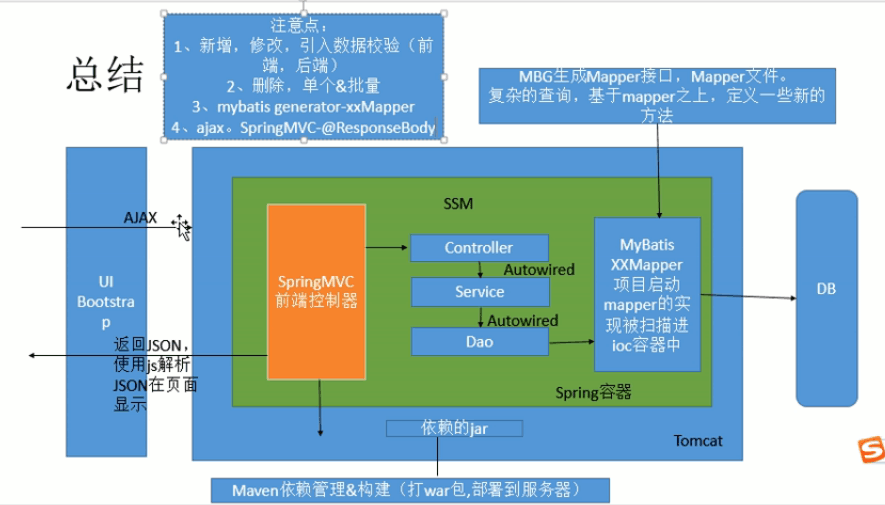 总结
注意点：
1、新增，修改，引入数据校验（前
端，后端）
2、删除，单个&批量
3、mybatis generator-xxMapper
4、ajax。SpringMVC-@ResponseBody
MBG生成Mapper接口，Mapper文件。
复杂的查询，基于mapper之上，定义一些新的
方法
AJAX
UI
Bootstra
p
返回JSON，
使用js解析
JSON在页面
显示
SSM
SpringMVC
前端控制器
Controller
Autowired
Service
Autowired
Dao
MyBatis
XXMapper
项目启动
mapper的实
现被扫描进
ioc容器中
DB
Spring容器
依赖的jar
Tomcat
Maven依赖管理&构建（打war包,部署到服务器）
S